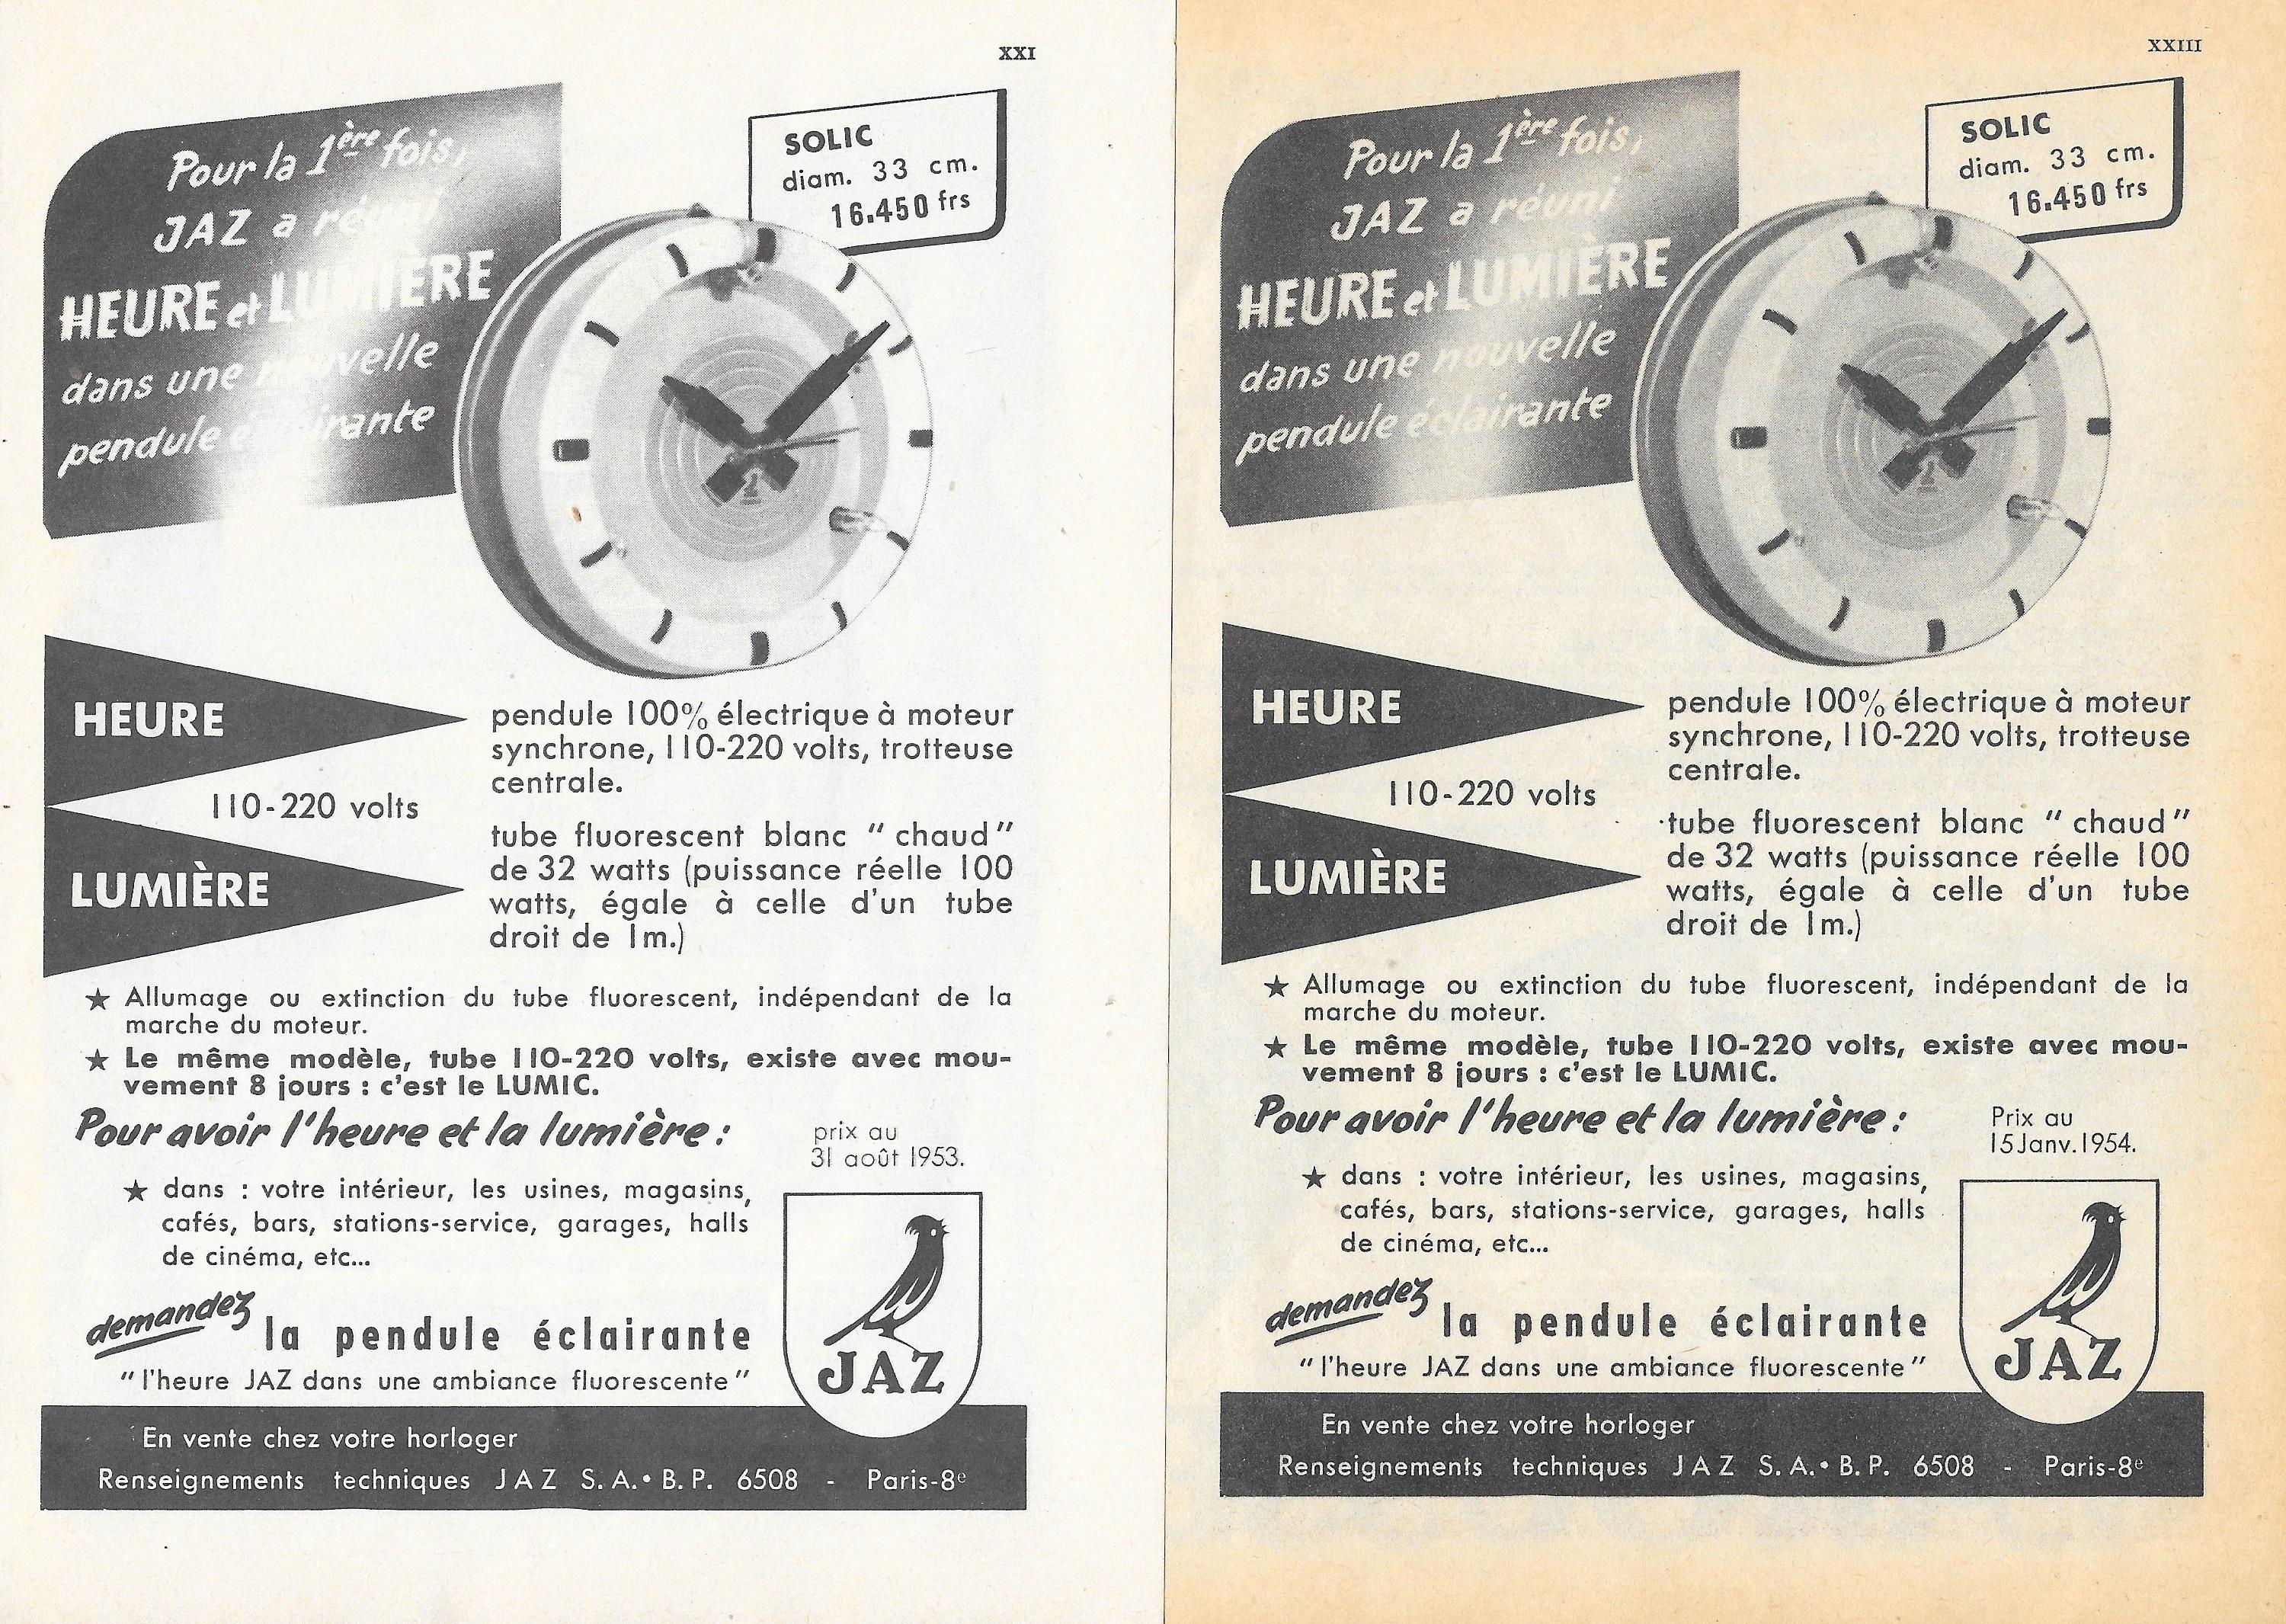 XXI
Pour la 1ère fois,
JAZ a réuni
HEURE et LUMIÈRE
dans une nouvelle
pendule éclairante
SOLIC
diam. 33 cm.
16.450 frs
HEURE
pendule 100% électrique à moteur
synchrone, 110-220 volts, trotteuse
centrale.
110-220 volts
LUMIÈRE
tube fluorescent blanc "chaud"
de 32 watts (puissance réelle 100
watts, égale à celle d'un tube
droit de 1m.)
★ Allumage ou extinction du tube fluorescent, indépendant de la
marche du moteur.
★ Le même modèle, tube 110-220 volts, existe avec mou-
vement 8 jours : c'est le LUMIC.
Pour avoir l'heure et la lumière :
prix au
31 août 1953.
★ dans : votre intérieur, les usines, magasins,
cafés, bars, stations-service, garages, halls
de cinéma, etc...
demandez la pendule éclairante
"l'heure JAZ dans une ambiance fluorescente"
JAZ
En vente chez votre horloger
Renseignements techniques JAZ S.A.• B.P. 6508 - Paris-8e
XXIII
Pour la 1ère fois,
JAZ a réuni
HEURE et LUMIÈRE
dans une nouvelle
pendule éclairante
SOLIC
diam. 33 cm.
16.450 frs
HEURE
pendule 100% électrique à moteur
synchrone, 110-220 volts, trotteuse
centrale.
110-220 volts
LUMIÈRE
tube fluorescent blanc "chaud"
de 32 watts (puissance réelle 100
watts, égale à celle d'un tube
droit de 1m.)
★ Allumage ou extinction du tube fluorescent, indépendant de la
marche du moteur.
★ Le même modèle, tube 110-220 volts, existe avec mou-
vement 8 jours : c'est le LUMIC.
Pour avoir l'heure et la lumière :
Prix au
15 Janv. 1954.
★ dans : votre intérieur, les usines, magasins,
cafés, bars, stations-service, garages, halls
de cinéma, etc...
demandez la pendule éclairante
"l'heure JAZ dans une ambiance fluorescente"
JAZ
En vente chez votre horloger
Renseignements techniques JAZ S.A.• B.P. 6508 - Paris-8e